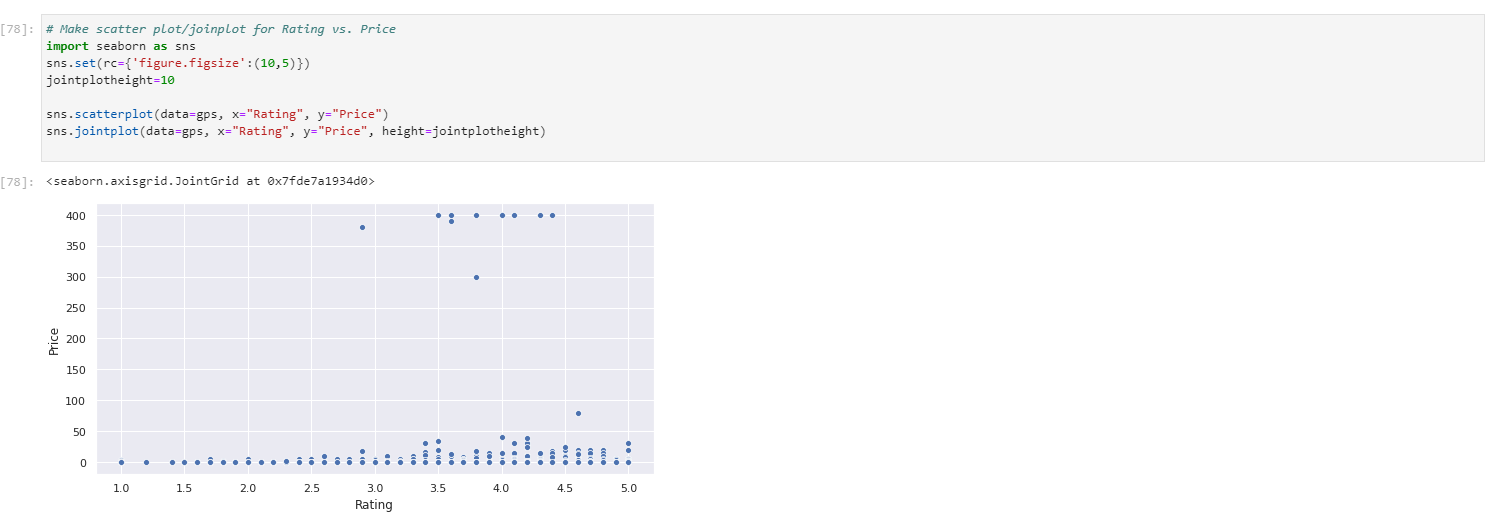 [78]: # Make scatter plot/joinplot for Rating vs. Price
import seaborn as sns
sns.set(rc={'figure.figsize':(10,5)})
jointplotheight=10
sns.scatterplot(data=gps, x="Rating", y="Price")
sns.jointplot(data=gps, x="Rating", y="Price", height=jointplotheight)
[78]: <seaborn.axisgrid.JointGrid at 0x7fde7a1934d0>
400
350
300
250
200
150
100
50
0
Price
1.0 1.5 2.0 2.5 3.0 3.5 4.0 4.5 5.0
Rating